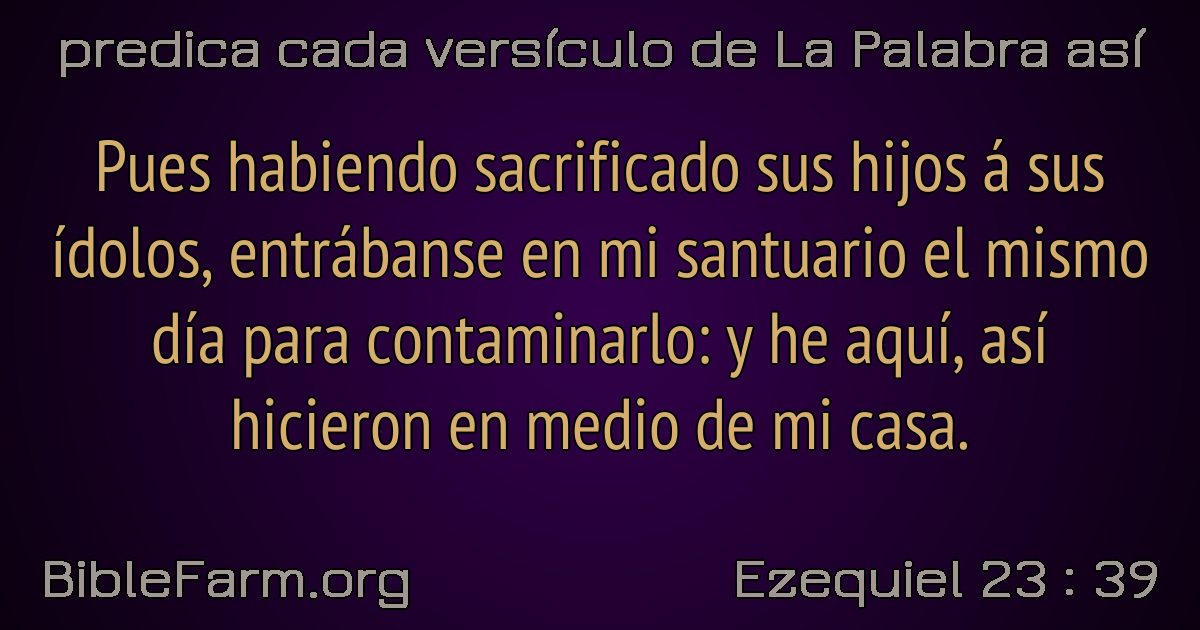 predica cada versículo de La Palabra así
Pues habiendo sacrificado sus hijos á sus
ídolos, entrábanse en mi santuario el mismo
día para contaminarlo: y he aquí, así
hicieron en medio de mi casa.
BibleFarm.org
Ezequiel 23 : 39